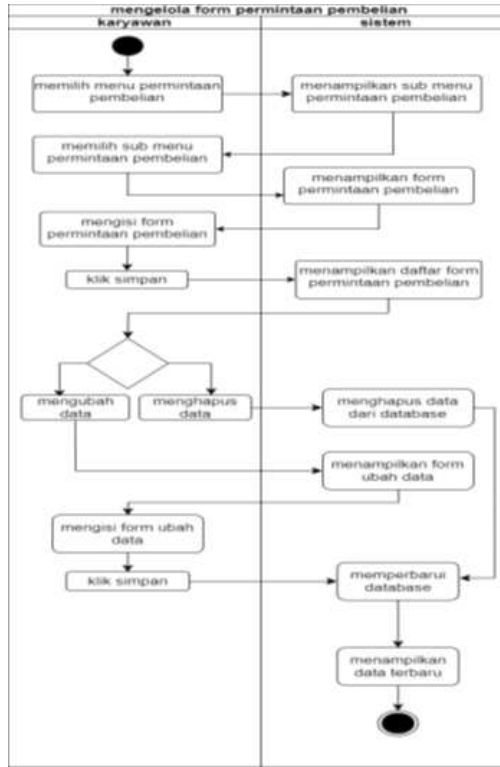 mengelola form permintaan pembelian
karyawan
sistem
memilih menu permintaan
pembelian
menampilkan sub menu
permintaan pembelian
memilih sub menu
permintaan pembelian
menampilkan form
permintaan pembelian
mengisi form
permintaan pembelian
klik simpan
menampilkan daftar form
permintaan pembelian
mengubah
data
menghapus
data
menghapus data
dari database
menampilkan form
ubah data
mengisi form ubah
data
klik simpan
memperbarui
database
menampilkan
data terbaru